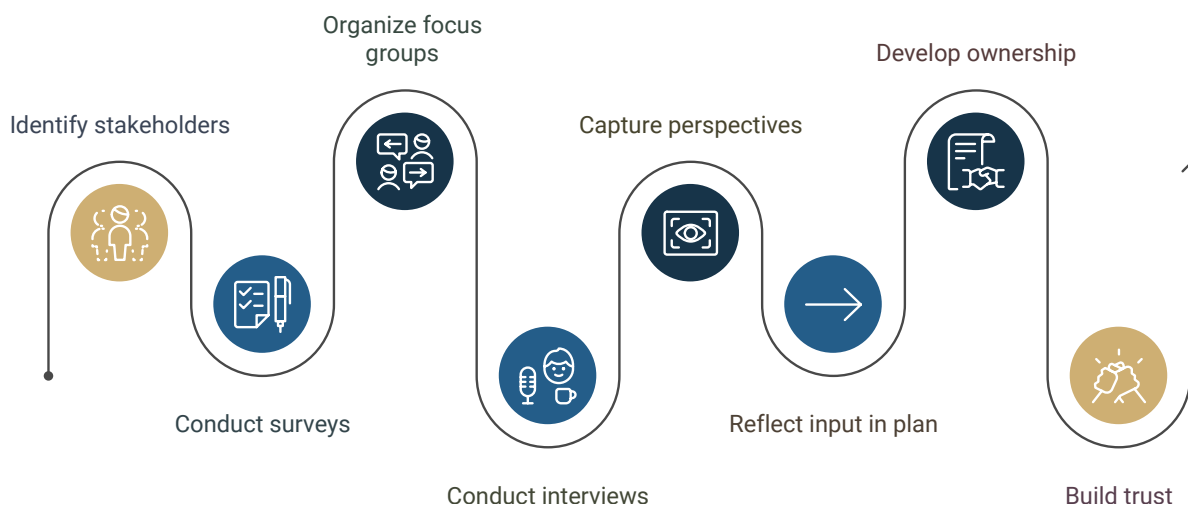 Identify stakeholders
Conduct surveys
Organize focus
groups
Conduct interviews
Capture perspectives
Reflect input in plan
Develop ownership
Build trust